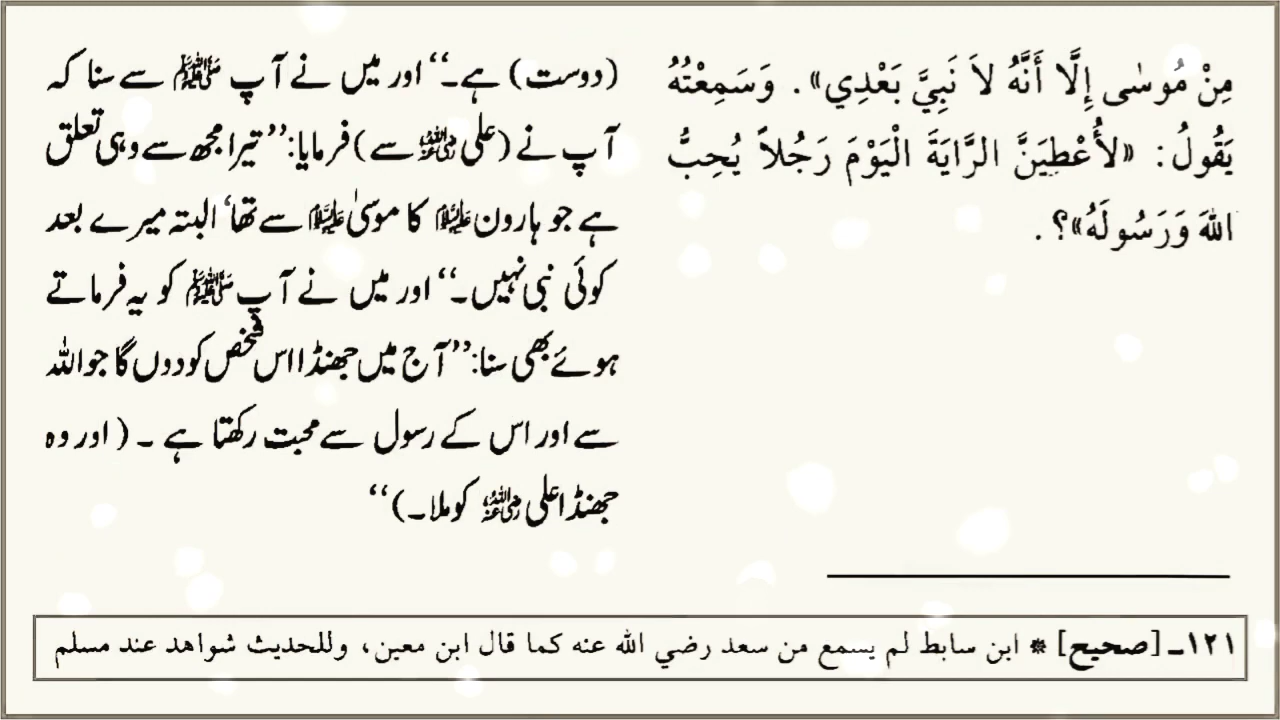 مِنْ مُوسٰى إِلَّا أَنَّهُ لاَ نَبِيَّ بَعْدِي». وَسَمِعْتُهُ
يَقُولُ: «لأُعْطِيَنَّ الرَّايَةَ الْيَوْمَ رَجُلاً يُحِبُّ
اللهَ وَرَسُولَهُ»؟ .
(دوست) ہے۔‘‘ اور میں نے آپ ﷺ سے سنا کہ
آپ نے (علی رضی اللہ عنہ سے) فرمایا: ’’تیرا مجھ سے وہی تعلق
ہے جو ہارون علیہ السلام کا موسیٰ علیہ السلام سے تھا‘ البتہ میرے بعد
کوئی نبی نہیں۔‘‘ اور میں نے آپ ﷺ کو یہ فرماتے
ہوئے بھی سنا: ’’آج میں جھنڈا اس شخص کو دوں گا جو اللہ
سے اور اس کے رسول سے محبت رکھتا ہے ۔ (اور وہ
جھنڈا علی رضی اللہ عنہ کو ملا۔)‘‘
١٢١ـ [صحيح] * ابن سابط لم يسمع من سعد رضي الله عنه كما قال ابن معين، وللحديث شواهد عند مسلم